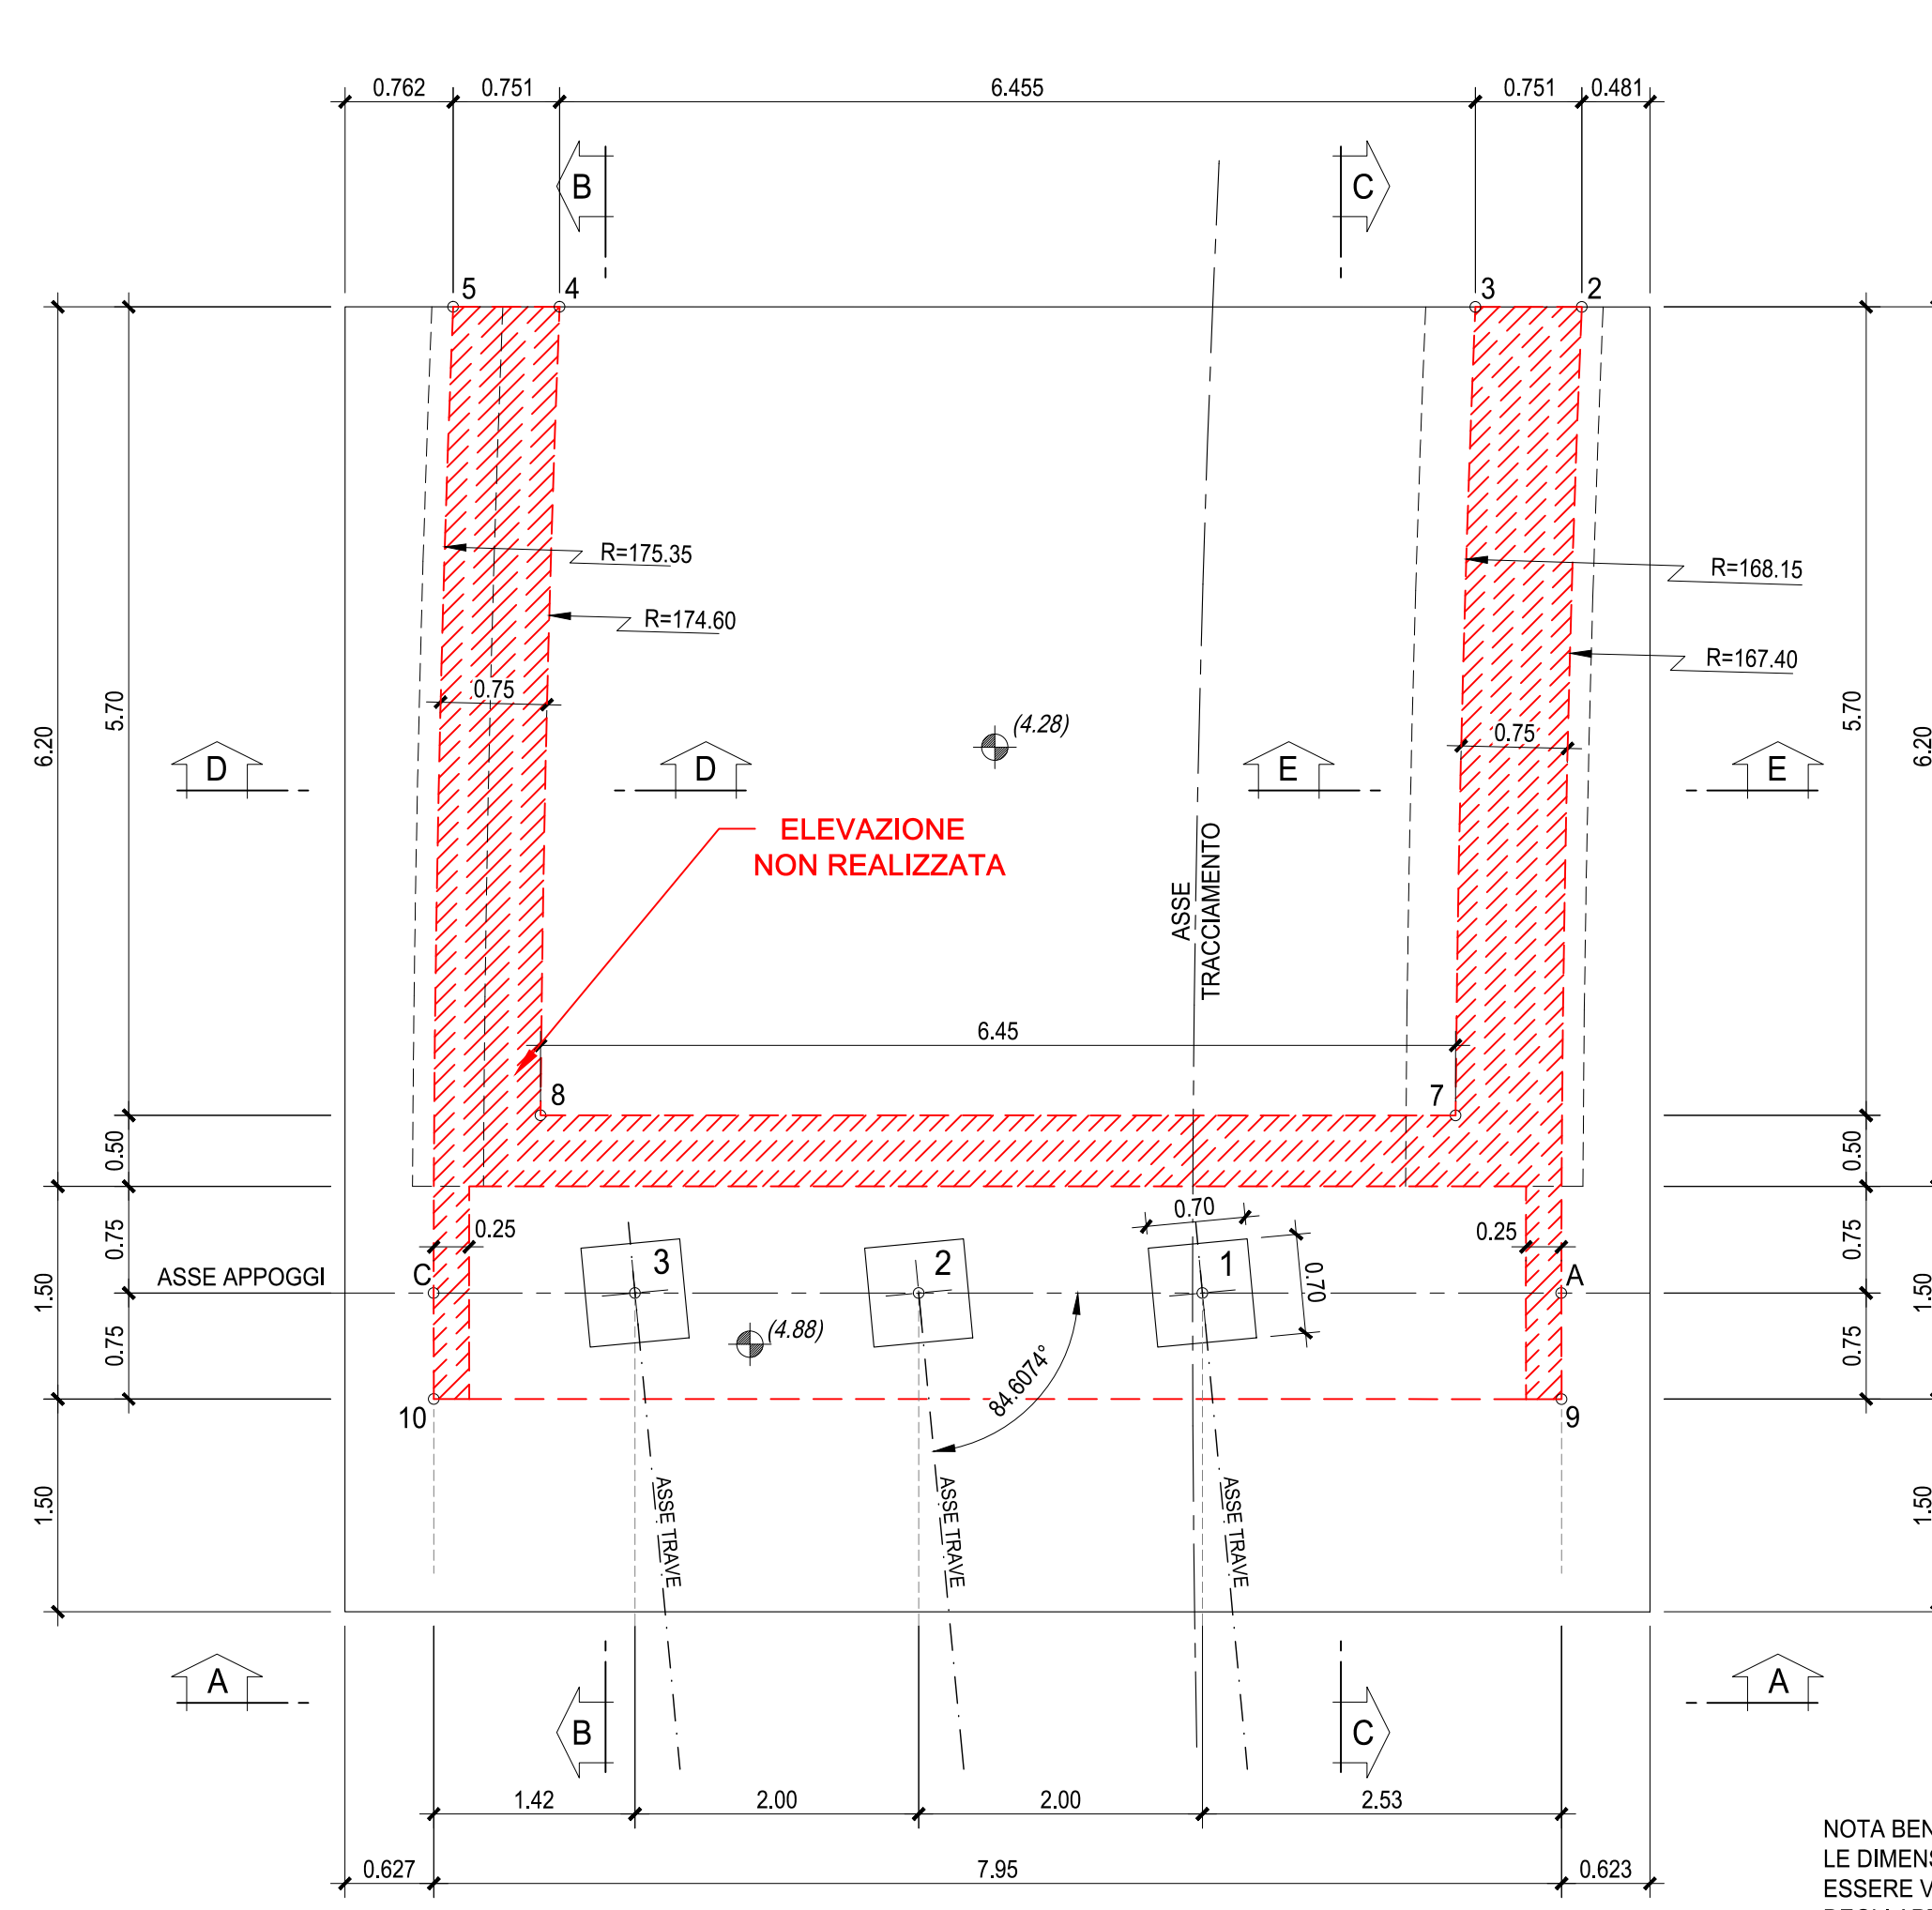 0.762 0.751 6.455 0.751 0.481
B C
5 4 3 2
R=175.35
R=168.15
R=174.60
R=167.40
0.75
0.75
(4.28)
6.20 5.70 5.70 6.20
D D E E
ELEVAZIONE
NON REALIZZATA
ASSE
TRACCIAMENTO
6.45
8 7
0.50 0.50
0.70
0.25 0.25
0.75 0.75
ASSE APPOGGI C 3 2 1 A
0.70
1.50 1.50
(4.88)
0.75 0.75
84.6074°
10 9
1.50 1.50
ASSE TRAVE ASSE TRAVE ASSE TRAVE
A A
B C
1.42 2.00 2.00 2.53
0.627 7.95 0.623
NOTA BEN
LE DIMENS
ESSERE V